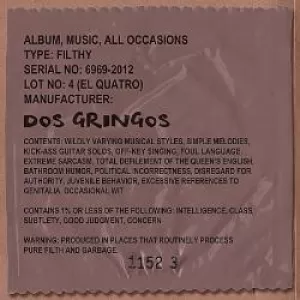 ALBUM, MUSIC, ALL OCCASIONS
TYPE: FILTHY
SERIAL NO: 6969-2012
LOT NO: 4 (EL QUATRO)
MANUFACTURER:
DOS GRINGOS
CONTENTS: WILDLY VARYING MUSICAL STYLES, SIMPLE MELODIES,
KICK-ASS GUITAR SOLOS, OFF-KEY SINGING, FOUL LANGUAGE,
EXTREME SARCASM, TOTAL DEFILEMENT OF THE QUEEN'S ENGLISH,
BATHROOM HUMOR, POLITICAL INCORRECTNESS, DISREGARD FOR
AUTHORITY, JUVENILE BEHAVIOR, EXCESSIVE REFERENCES TO
GENITALIA, OCCASIONAL WIT
CONTAINS 1% OR LESS OF THE FOLLOWING: INTELLIGENCE, CLASS,
SUBTLETY, GOOD JUDGMENT, CONCERN
WARNING: PRODUCED IN PLACES THAT ROUTINELY PROCESS
PURE FILTH AND GARBAGE.
1152 3